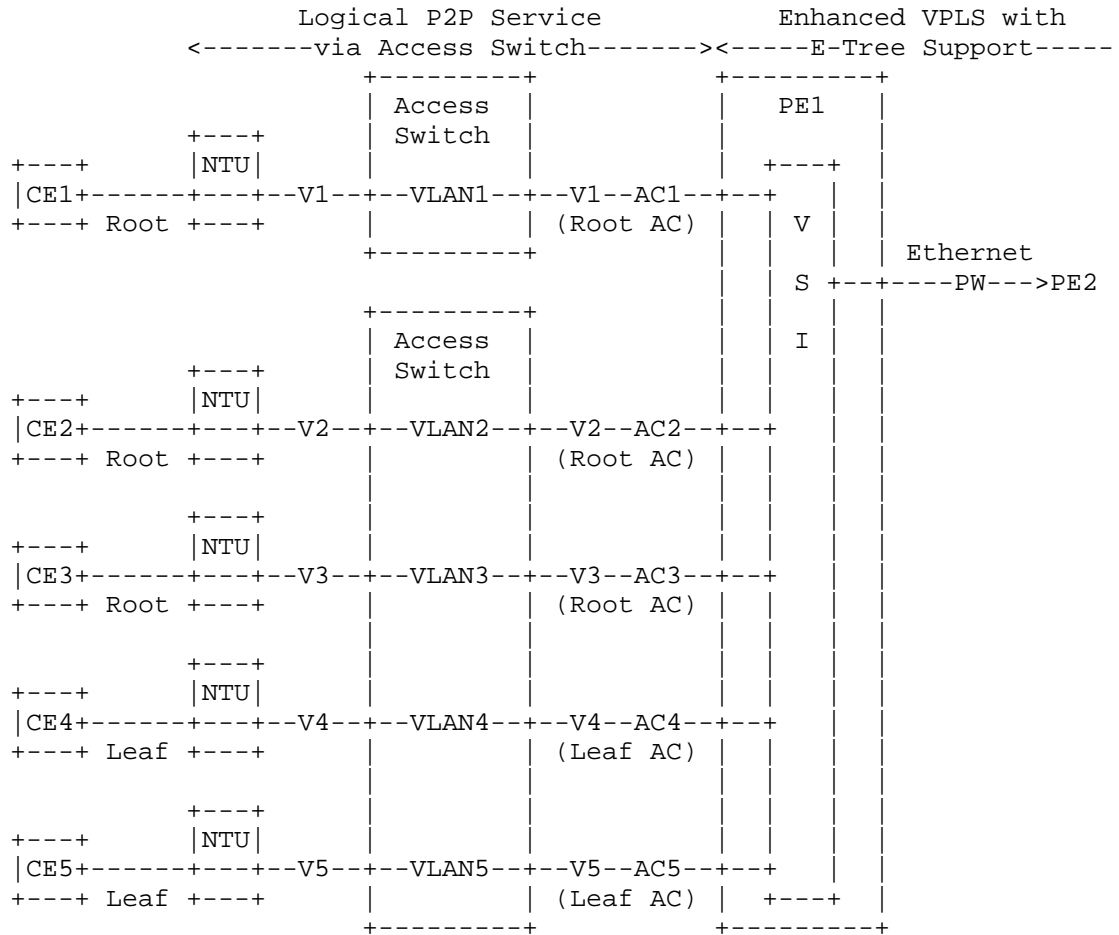 Logical P2P Service Enhanced VPLS with
<-------via Access Switch-------><-----E-Tree Support-----
+---------+ +---------+
| Access | | PE1 |
+---+ | Switch | | |
+---+ |NTU| | | | +---+ |
|CE1+------+---+--V1--+--VLAN1--+--V1--AC1--+--+ | |
+---+ Root +---+ | | (Root AC) | | V | |
+---------+ | | | | Ethernet
| | S +--+----PW--->PE2
+---------+ | | | |
| Access | | | I | |
+---+ | Switch | | | | |
+---+ |NTU| | | | | | |
|CE2+------+---+--V2--+--VLAN2--+--V2--AC2--+--+ | |
+---+ Root +---+ | | (Root AC) | | | |
| | | | | |
+---+ | | | | | |
+---+ |NTU| | | | | | |
|CE3+------+---+--V3--+--VLAN3--+--V3--AC3--+--+ | |
+---+ Root +---+ | | (Root AC) | | | |
| | | | | |
+---+ | | | | | |
+---+ |NTU| | | | | | |
|CE4+------+---+--V4--+--VLAN4--+--V4--AC4--+--+ | |
+---+ Leaf +---+ | | (Leaf AC) | | | |
| | | | | |
+---+ | | | | | |
+---+ |NTU| | | | | | |
|CE5+------+---+--V5--+--VLAN5--+--V5--AC5--+--+ | |
+---+ Leaf +---+ | | (Leaf AC) | +---+ |
+---------+ +---------+